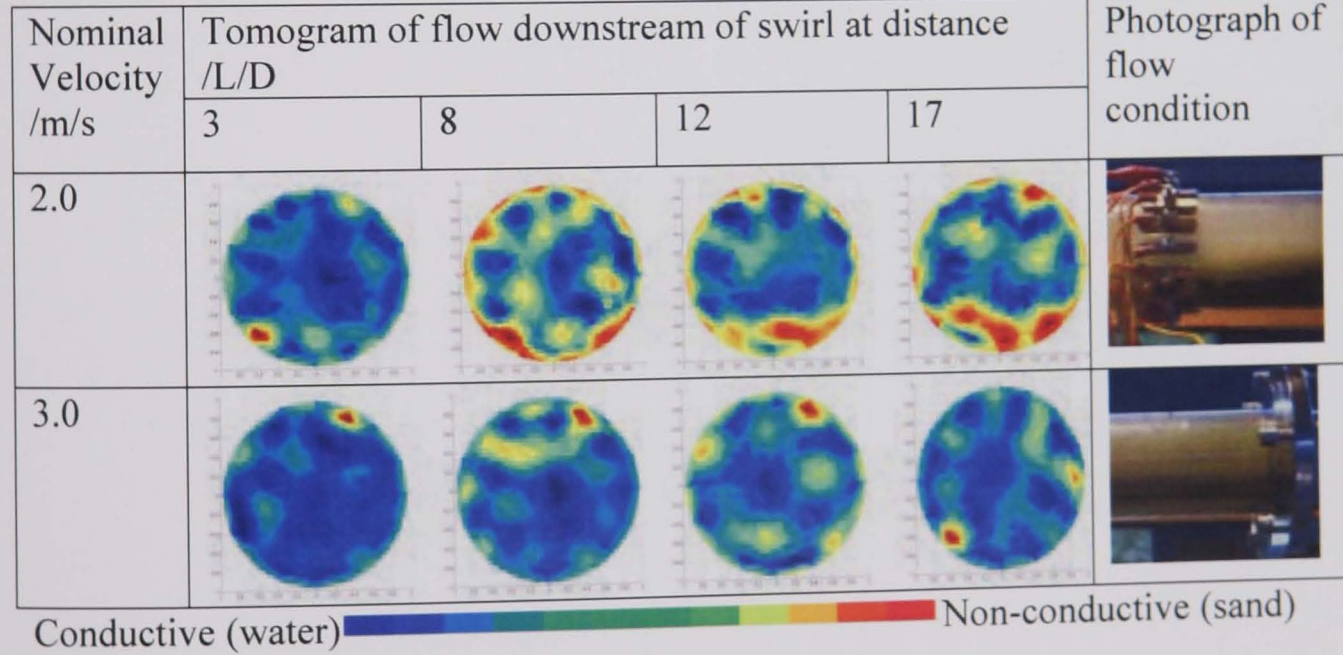 Nominal
Velocity
/m/s
Tomogram of flow downstream of swirl at distance
/L/D
Photograph of
flow
condition
3
8
12
17
2.0
3.0
Conductive (water)
Non-conductive (sand)